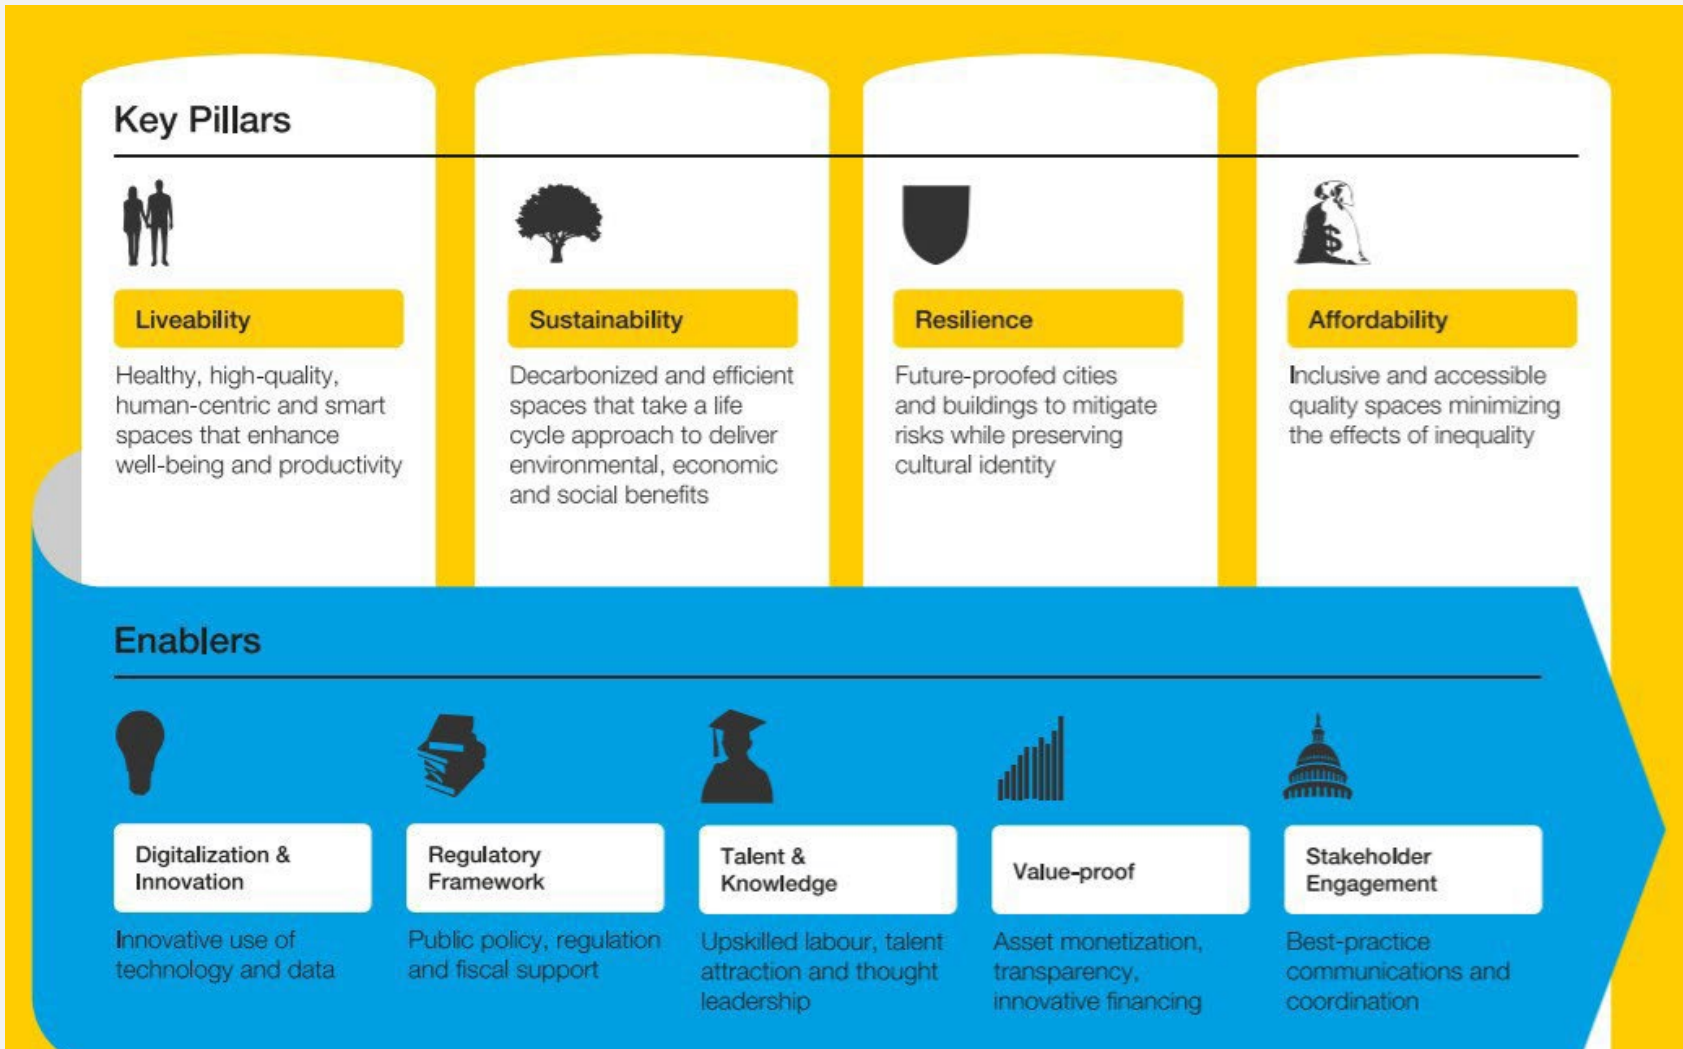 Key Pillars
Liveability
Healthy, high-quality,
human-centric and smart
spaces that enhance
well-being and productivity
Sustainability
Decarbonized and efficient
spaces that take a life
cycle approach to deliver
environmental, economic
and social benefits
Resilience
Future-proofed cities
and buildings to mitigate
risks while preserving
cultural identity
$
Affordability
Inclusive and accessible
quality spaces minimizing
the effects of inequality
Enablers
Digitalization &
Innovation
Innovative use of
technology and data
Regulatory
Framework
Public policy, regulation
and fiscal support
Talent &
Knowledge
Upskilled labour, talent
attraction and thought
leadership
Value-proof
Asset monetization,
transparency,
innovative financing
Stakeholder
Engagement
Best-practice
communications and
coordination